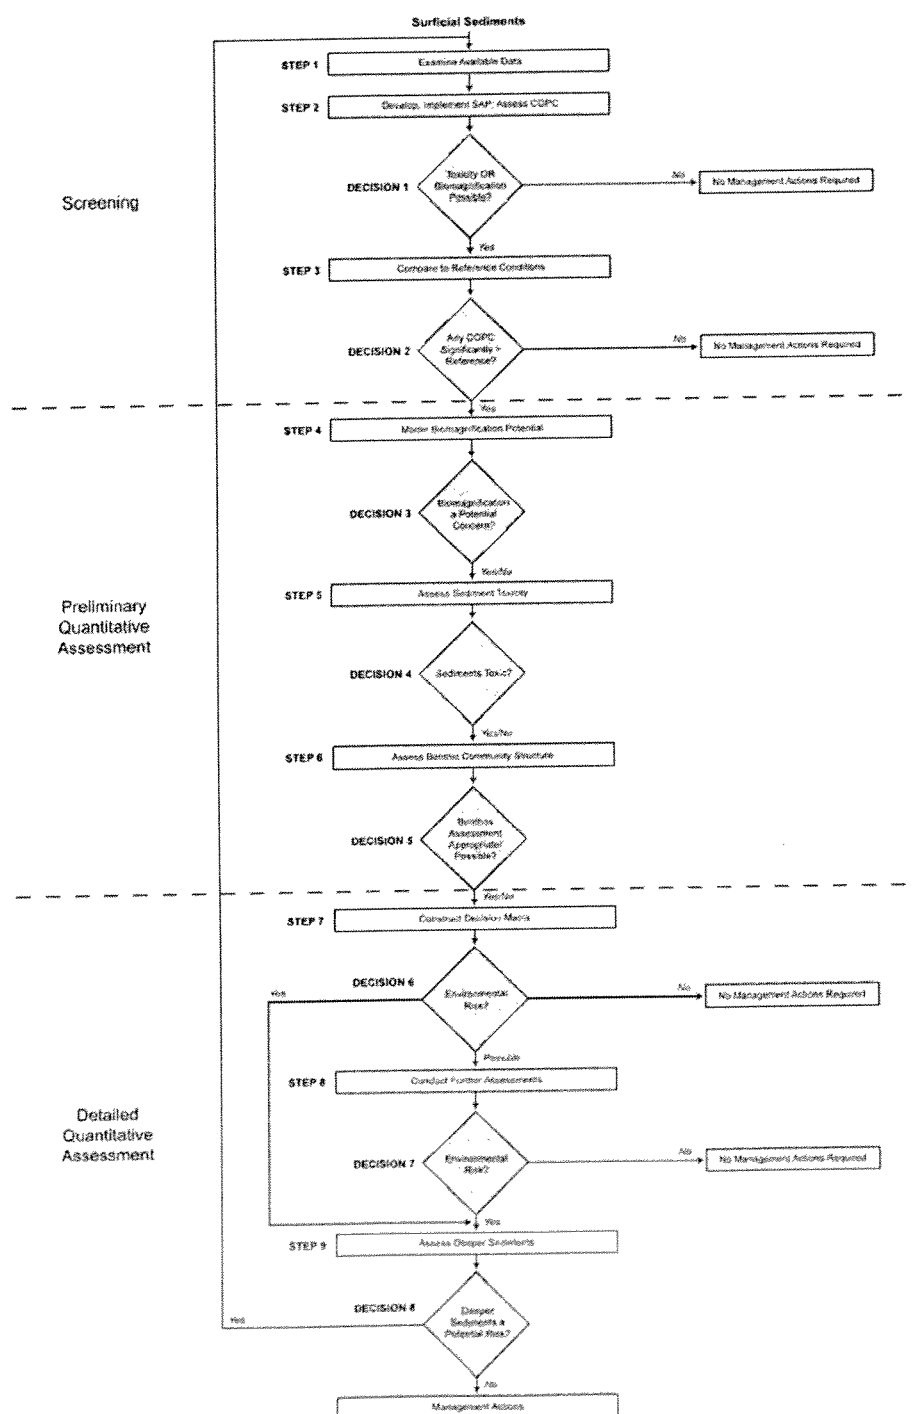 Surficial Sediments
STEP 1
Examine Available Data
STEP 2
Develop, Implement SAP; Assess COPC
Screening
DECISION 1
Toxicity OR
Biomagnification
Possible?
No
No Management Actions Required
Yes
STEP 3
Compare to Reference Conditions
DECISION 2
Any COPC
Significantly >
Reference?
No
No Management Actions Required
Yes
STEP 4
Model Biomagnification Potential
DECISION 3
Biomagnification
a Potential
Concern?
Yes/No
STEP 5
Assess Sediment Toxicity
Preliminary
Quantitative
Assessment
DECISION 4
Sediments Toxic?
Yes/No
STEP 6
Assess Benthic Community Structure
DECISION 5
Benthos
Assessment
Appropriate/
Possible?
Yes/No
STEP 7
Construct Decision Matrix
DECISION 6
Yes
Environmental
Risk?
No
No Management Actions Required
Possible
STEP 8
Conduct Further Assessments
Detailed
Quantitative
Assessment
DECISION 7
Environmental
Risk?
No
No Management Actions Required
Yes
STEP 9
Assess Deeper Sediments
DECISION 8
Yes
Deeper
Sediments a
Potential Risk?
No
Management Actions